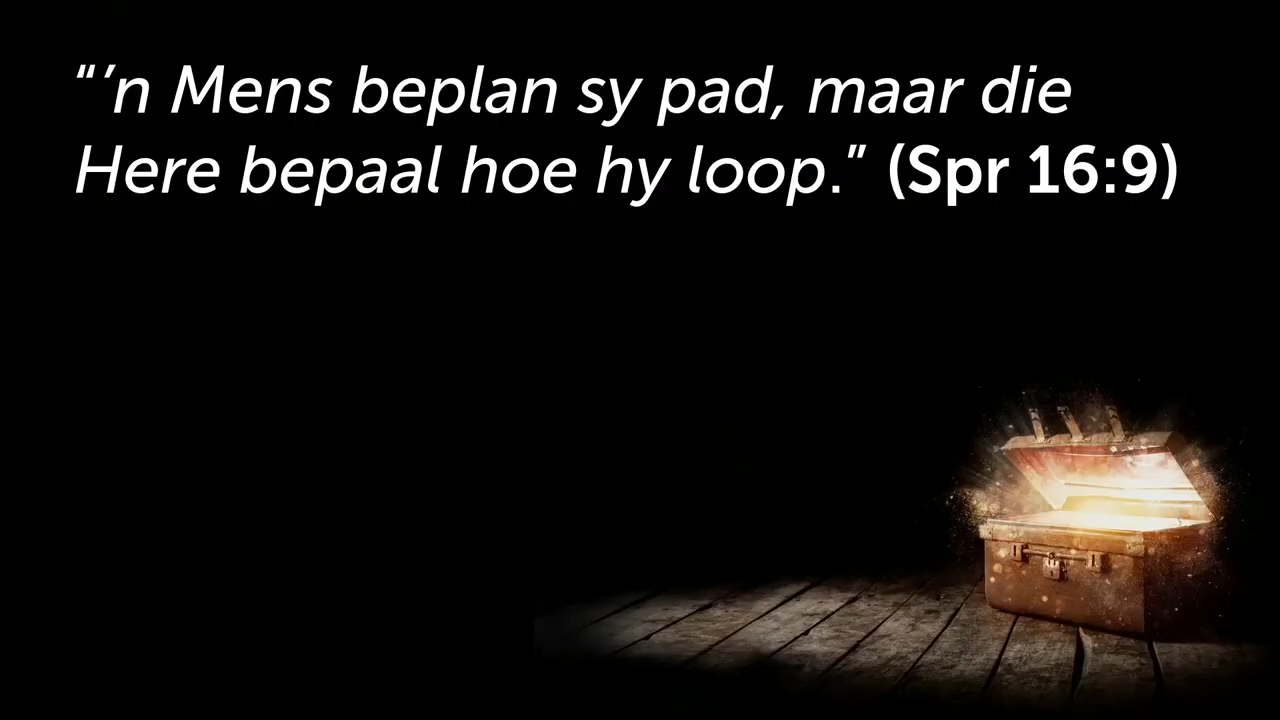 “’n Mens beplan sy pad, maar die
Here bepaal hoe hy loop.” (Spr 16:9)